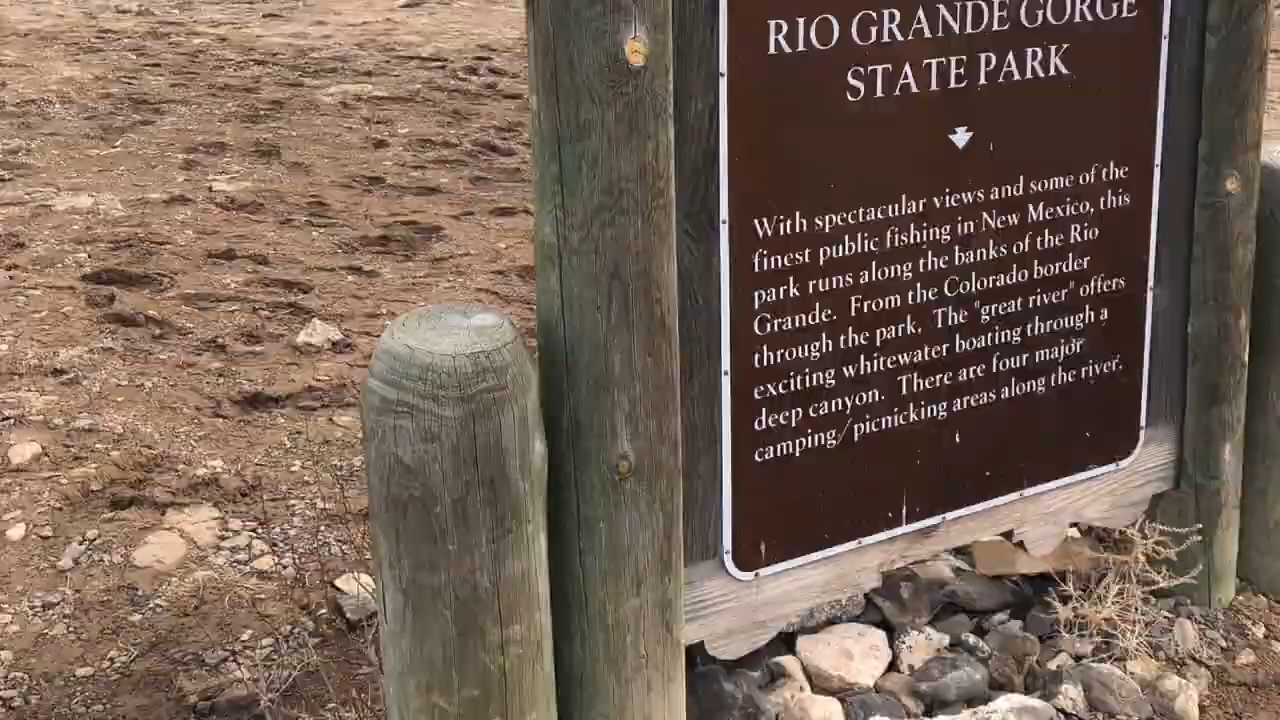 RIO GRANDE GORGE
STATE PARK
With spectacular views and some of the
finest public fishing in New Mexico, this
park runs along the banks of the Rio
Grande. From the Colorado border
through the park. The "great river" offers
exciting whitewater boating through a
deep canyon. There are four major
camping/picnicking areas along the river.